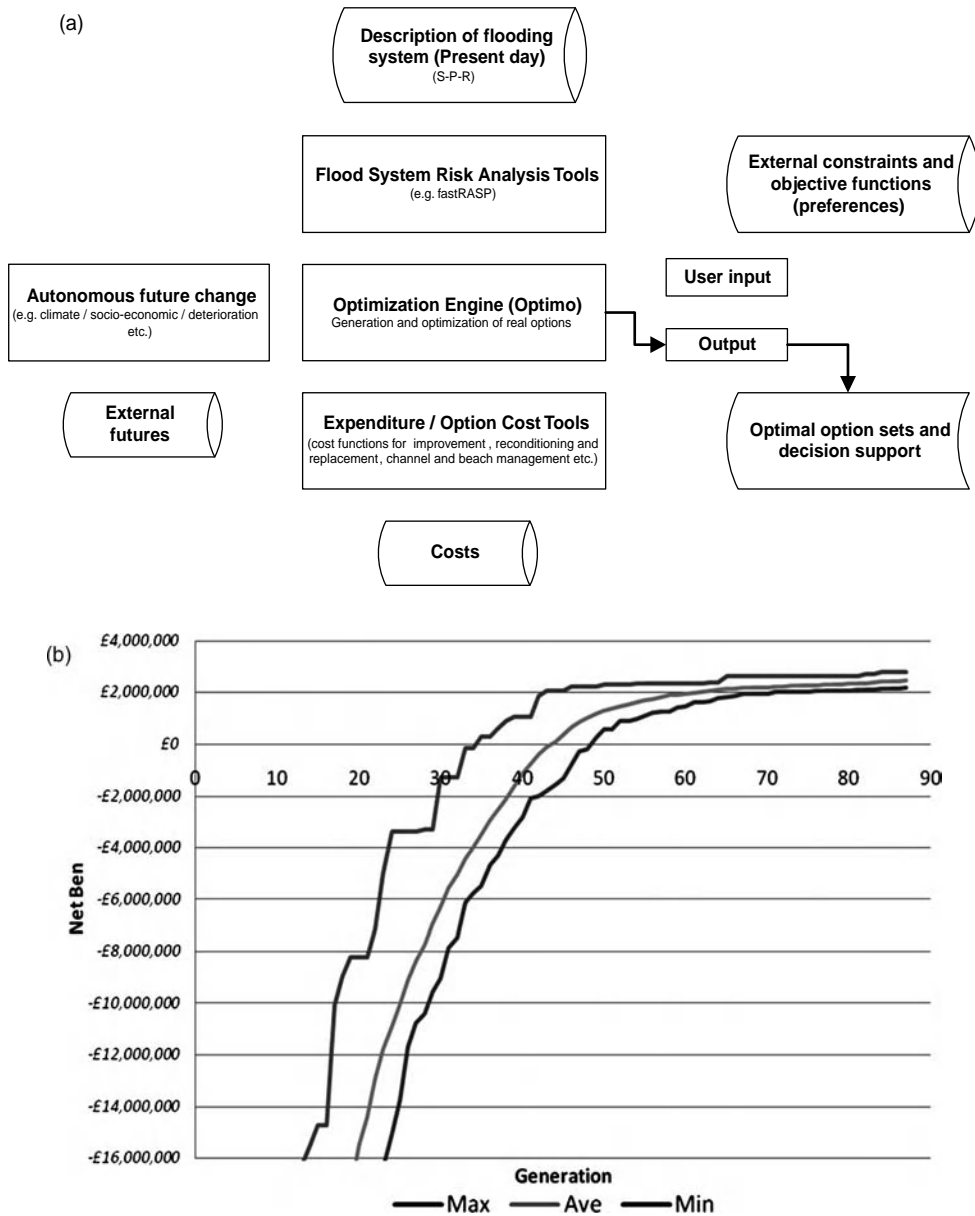 (a)
Description of flooding
system (Present day)
(S-P-R)
Flood System Risk Analysis Tools
(e.g. fastRASP)
External constraints and
objective functions
(preferences)
Autonomous future change
(e.g. climate / socio-economic / deterioration
etc.)
Optimization Engine (Optimo)
Generation and optimization of real options
User input
Output
External
futures
Expenditure / Option Cost Tools
(cost functions for improvement, reconditioning and
replacement, channel and beach management etc.)
Optimal option sets and
decision support
Costs
(b)
£4,000,000
£2,000,000
£0
0 10 20 30 40 50 60 70 80 90
-£2,000,000
-£4,000,000
-£6,000,000
-£8,000,000
-£10,000,000
-£12,000,000
-£14,000,000
-£16,000,000
Net Ben
Generation
Max Ave Min